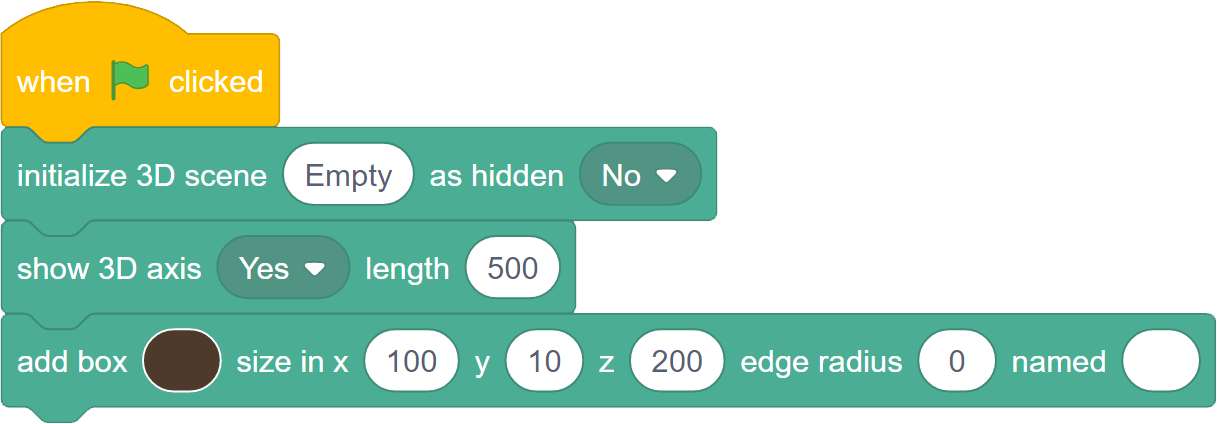 when clicked
initialize 3D scene Empty as hidden No
show 3D axis Yes length 500
add box size in x 100 y 10 z 200 edge radius 0 named